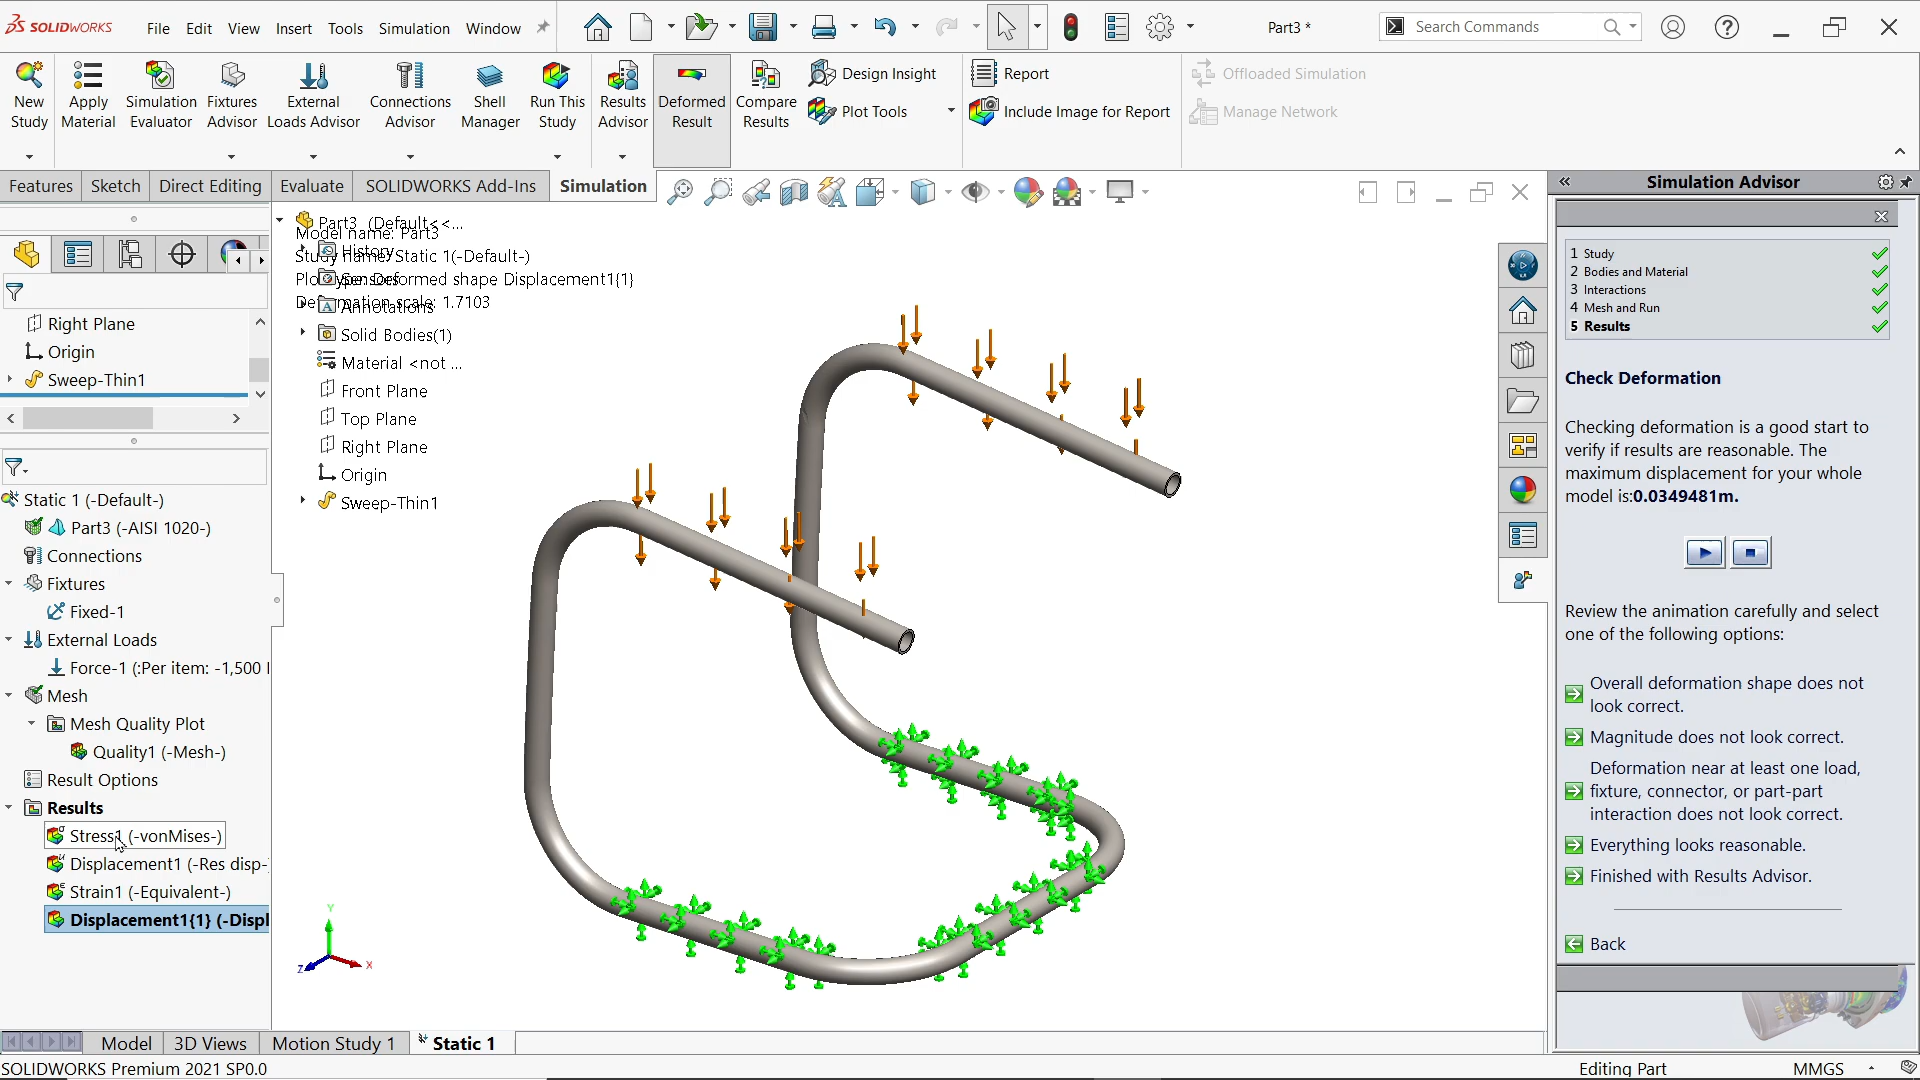 SOLIDWORKS
File Edit View Insert Tools Simulation Window
Part3 *
Search Commands
New Study
Apply Material
Simulation Evaluator
Fixtures Advisor
External Loads Advisor
Connections Advisor
Shell Manager
Run This Study
Results Advisor
Deformed Result
Compare Results
Design Insight
Plot Tools
Report
Include Image for Report
Offloaded Simulation
Manage Network
Features Sketch Direct Editing Evaluate SOLIDWORKS Add-Ins Simulation
Right Plane
Origin
Sweep-Thin1
Static 1 (-Default-)
Part3 (-AISI 1020-)
Connections
Fixtures
Fixed-1
External Loads
Force-1 (:Per item: -1,500
Mesh
Mesh Quality Plot
Quality1 (-Mesh-)
Result Options
Results
Stress1 (-vonMises-)
Displacement1 (-Res disp-
Strain1 (-Equivalent-)
Displacement1{1} (-Displ
Part3 (Default<<...
Model name: Part3
History
Study name: Static 1(-Default-)
Sensors
Plot type: Deformed shape Displacement1{1}
Deformation scale: 1.7103
Annotations
Solid Bodies(1)
Material <not ...
Front Plane
Top Plane
Right Plane
Origin
Sweep-Thin1
Y
Z
X
Simulation Advisor
1 Study
2 Bodies and Material
3 Interactions
4 Mesh and Run
5 Results
Check Deformation
Checking deformation is a good start to
verify if results are reasonable. The
maximum displacement for your whole
model is:0.0349481m.
Review the animation carefully and select
one of the following options:
Overall deformation shape does not
look correct.
Magnitude does not look correct.
Deformation near at least one load,
fixture, connector, or part-part
interaction does not look correct.
Everything looks reasonable.
Finished with Results Advisor.
Back
Model 3D Views Motion Study 1 Static 1
SOLIDWORKS Premium 2021 SP0.0
Editing Part
MMGS